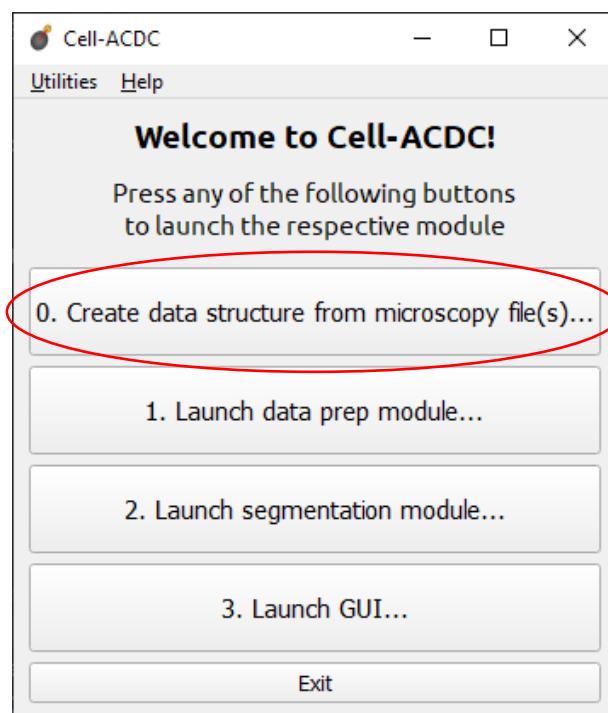 Cell-ACDC
Utilities Help
Welcome to Cell-ACDC!
Press any of the following buttons
to launch the respective module
0. Create data structure from microscopy file(s)...
1. Launch data prep module...
2. Launch segmentation module...
3. Launch GUI...
Exit